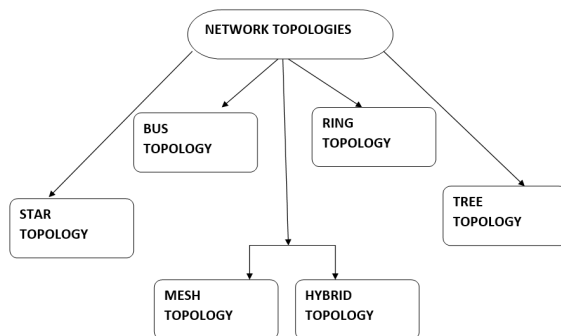 NETWORK TOPOLOGIES
BUS
TOPOLOGY
RING
TOPOLOGY
STAR
TOPOLOGY
TREE
TOPOLOGY
MESH
TOPOLOGY
HYBRID
TOPOLOGY